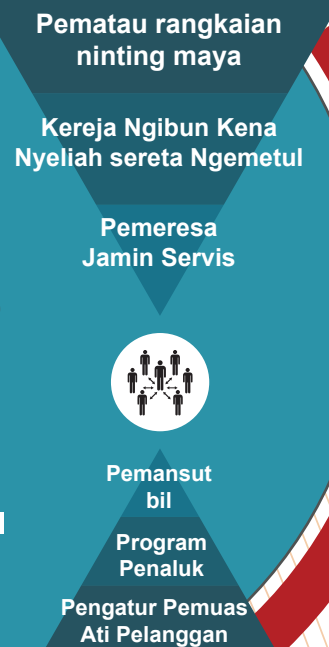 Pematau rangkaian
ninting maya
Kereja Ngibun Kena
Nyeliah sereta Ngemetul
Pemeresa
Jamin Servis
Pemansut
bil
Program
Penaluk
Pengatur Pemuas
Ati Pelanggan